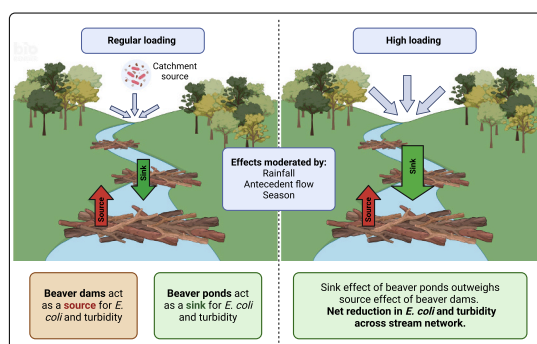 Regular loading
High loading
Catchment
source
Sink
Source
Effects moderated by:
Rainfall
Antecedent flow
Season
Sink
Source
Beaver dams act
as a source for E.
coli and turbidity
Beaver ponds act
as a sink for E. coli
and turbidity
Sink effect of beaver ponds outweighs
source effect of beaver dams.
Net reduction in E. coli and turbidity
across stream network.